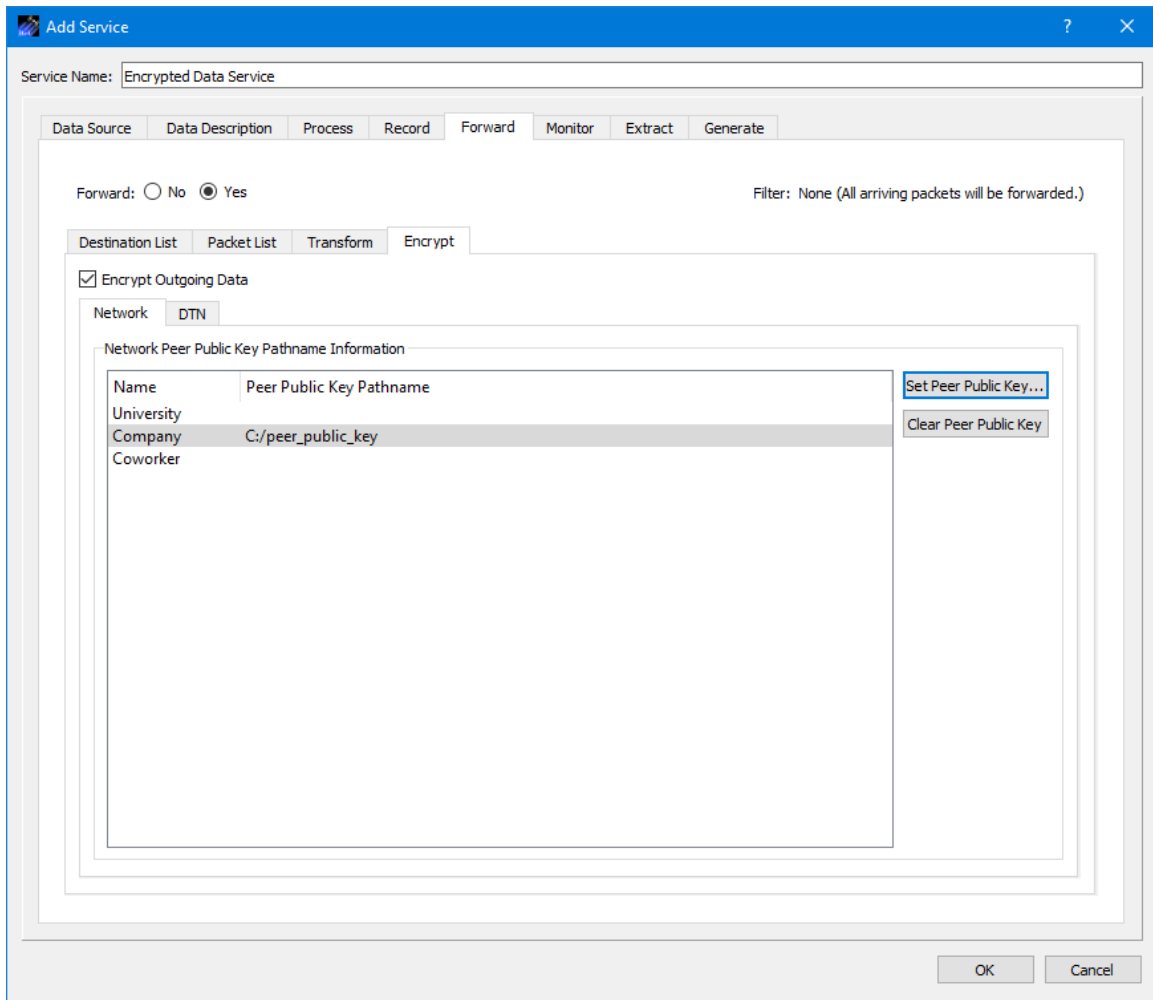 Add Service
Service Name: Encrypted Data Service
Data Source Data Description Process Record Forward Monitor Extract Generate
Forward: No Yes Filter: None (All arriving packets will be forwarded.)
Destination List Packet List Transform Encrypt
Encrypt Outgoing Data
Network DTN
Network Peer Public Key Pathname Information
Name Peer Public Key Pathname Set Peer Public Key...
University
Company C:/peer_public_key Clear Peer Public Key
Coworker
OK Cancel